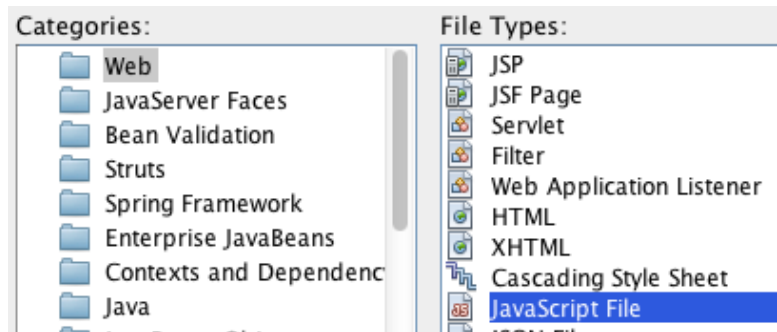 Categories:
Web
JavaServer Faces
Bean Validation
Struts
Spring Framework
Enterprise JavaBeans
Contexts and Dependenc
Java
File Types:
JSP
JSF Page
Servlet
Filter
Web Application Listener
HTML
XHTML
Cascading Style Sheet
JavaScript File